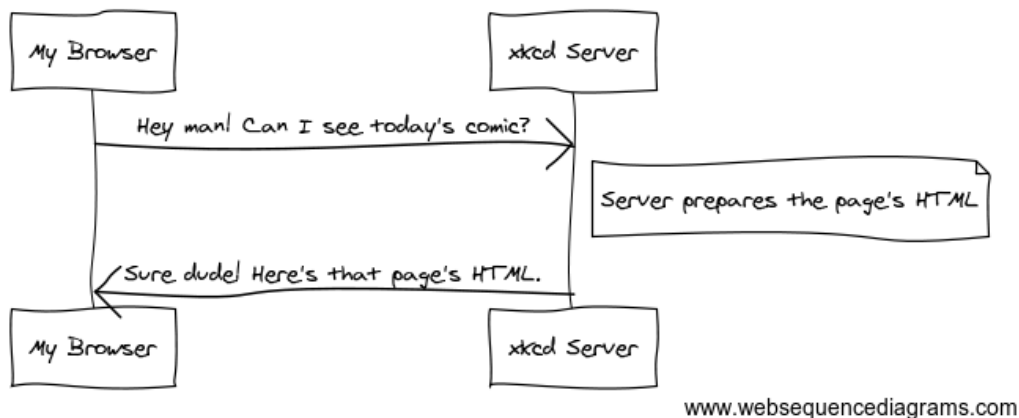 My Browser
xkcd Server
Hey man! Can I see today's comic?
Server prepares the page's HTML
Sure dude! Here's that page's HTML.
My Browser
xkcd Server
www.websequencediagrams.com